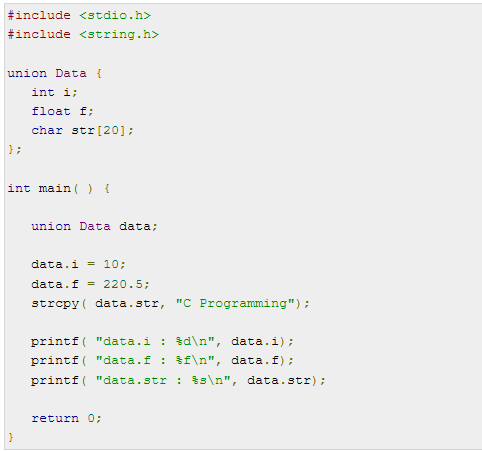 #include <stdio.h>
#include <string.h>

union Data {
   int i;
   float f;
   char str[20];
};

int main( ) {

   union Data data;

   data.i = 10;
   data.f = 220.5;
   strcpy( data.str, "C Programming");

   printf( "data.i : %d\n", data.i);
   printf( "data.f : %f\n", data.f);
   printf( "data.str : %s\n", data.str);

   return 0;
}